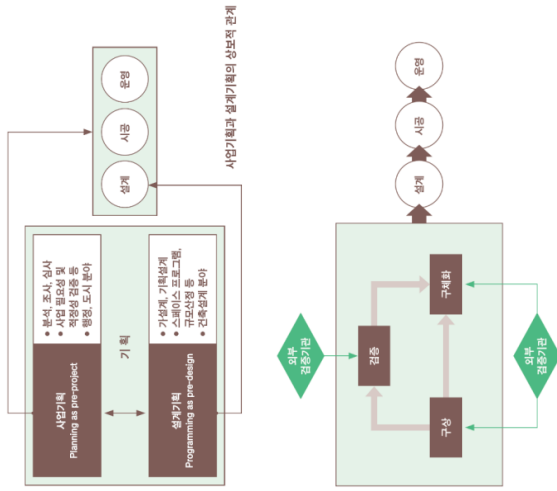 사업기획
Planning as pre-project
• 분석, 조사, 심사
• 사업 필요성 및
적정성 검증 등
• 행정, 도시 분야
기 획
설계기획
Programming as pre-design
• 가설계, 기획설계
• 스페이스 프로그램,
규모산정 등
• 건축설계 분야
설계
시공
운영
사업기획과 설계기획의 상보적 관계
외부
검증기관
검증
구상
구체화
외부
검증기관
설계
시공
운영